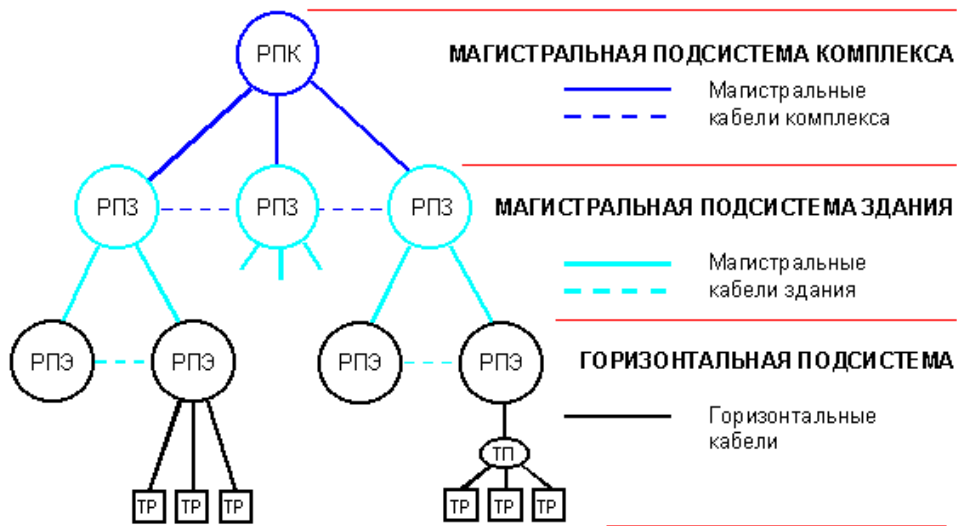 РПК
МАГИСТРАЛЬНАЯ ПОДСИСТЕМА КОМПЛЕКСА
Магистральные
кабели комплекса
РПЗ РПЗ РПЗ
МАГИСТРАЛЬНАЯ ПОДСИСТЕМА ЗДАНИЯ
Магистральные
кабели здания
РПЭ РПЭ РПЭ РПЭ
ГОРИЗОНТАЛЬНАЯ ПОДСИСТЕМА
Горизонтальные
кабели
ТП
ТР ТР ТР ТР ТР ТР